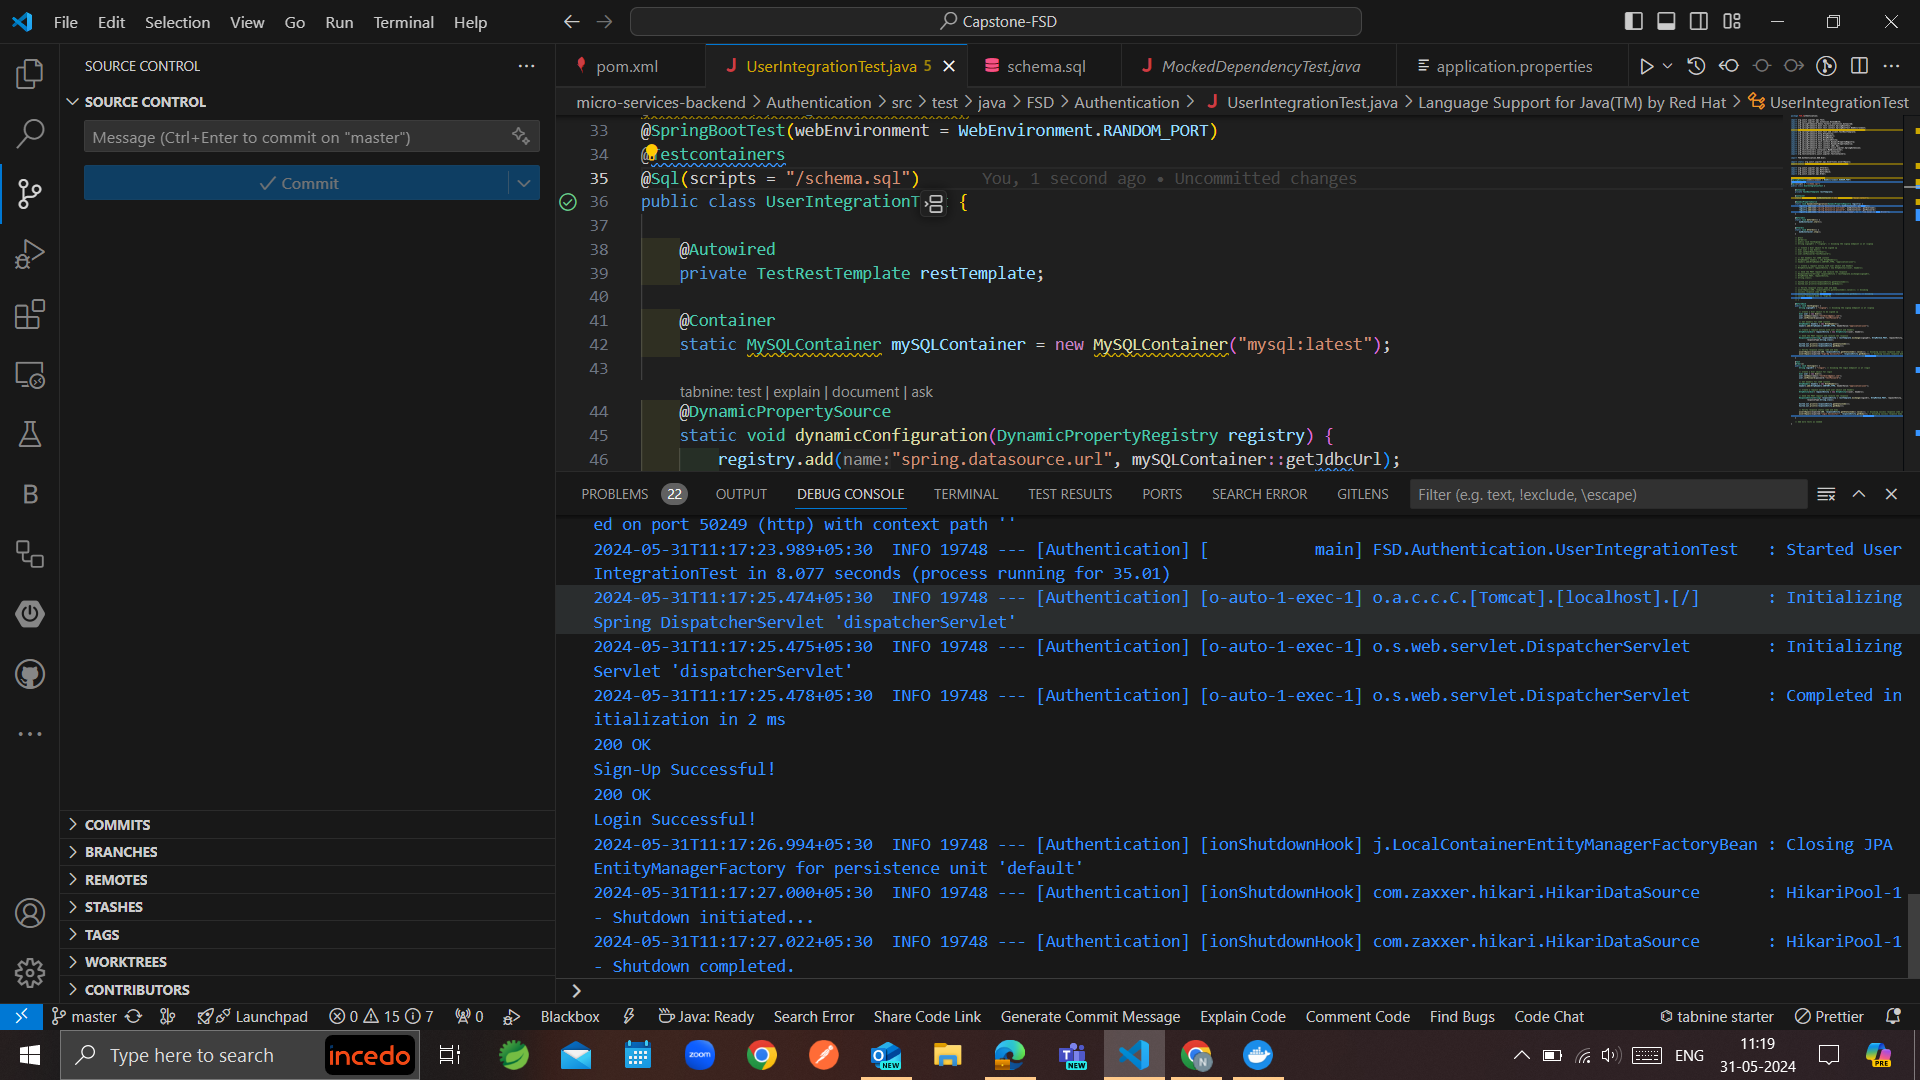 File Edit Selection View Go Run Terminal Help
Capstone-FSD
SOURCE CONTROL
SOURCE CONTROL
Message (Ctrl+Enter to commit on "master")
Commit
COMMITS
BRANCHES
REMOTES
STASHES
TAGS
WORKTREES
CONTRIBUTORS
pom.xml
UserIntegrationTest.java 5
schema.sql
MockedDependencyTest.java
application.properties
micro-services-backend > Authentication > src > test > java > FSD > Authentication > UserIntegrationTest.java > Language Support for Java(TM) by Red Hat > UserIntegrationTest
33 @SpringBootTest(webEnvironment = WebEnvironment.RANDOM_PORT)
34 @Testcontainers
35 @Sql(scripts = "/schema.sql") You, 1 second ago • Uncommitted changes
36 public class UserIntegrationT {
37
38 @Autowired
39 private TestRestTemplate restTemplate;
40
41 @Container
42 static MySQLContainer mySQLContainer = new MySQLContainer("mysql:latest");
43
tabnine: test | explain | document | ask
44 @DynamicPropertySource
45 static void dynamicConfiguration(DynamicPropertyRegistry registry) {
46 registry.add(name:"spring.datasource.url", mySQLContainer::getJdbcUrl);
PROBLEMS 22 OUTPUT DEBUG CONSOLE TERMINAL TEST RESULTS PORTS SEARCH ERROR GITLENS Filter (e.g. text, !exclude, \escape)
ed on port 50249 (http) with context path ''
2024-05-31T11:17:23.989+05:30 INFO 19748 --- [Authentication] [ main] FSD.Authentication.UserIntegrationTest : Started User
IntegrationTest in 8.077 seconds (process running for 35.01)
2024-05-31T11:17:25.474+05:30 INFO 19748 --- [Authentication] [o-auto-1-exec-1] o.a.c.c.C.[Tomcat].[localhost].[/] : Initializing
Spring DispatcherServlet 'dispatcherServlet'
2024-05-31T11:17:25.475+05:30 INFO 19748 --- [Authentication] [o-auto-1-exec-1] o.s.web.servlet.DispatcherServlet : Initializing
Servlet 'dispatcherServlet'
2024-05-31T11:17:25.478+05:30 INFO 19748 --- [Authentication] [o-auto-1-exec-1] o.s.web.servlet.DispatcherServlet : Completed in
itialization in 2 ms
200 OK
Sign-Up Successful!
200 OK
Login Successful!
2024-05-31T11:17:26.994+05:30 INFO 19748 --- [Authentication] [ionShutdownHook] j.LocalContainerEntityManagerFactoryBean : Closing JPA
EntityManagerFactory for persistence unit 'default'
2024-05-31T11:17:27.000+05:30 INFO 19748 --- [Authentication] [ionShutdownHook] com.zaxxer.hikari.HikariDataSource : HikariPool-1
- Shutdown initiated...
2024-05-31T11:17:27.022+05:30 INFO 19748 --- [Authentication] [ionShutdownHook] com.zaxxer.hikari.HikariDataSource : HikariPool-1
- Shutdown completed.
master Launchpad 0 15 7 0 Blackbox Java: Ready Search Error Share Code Link Generate Commit Message Explain Code Comment Code Find Bugs Code Chat tabnine starter Prettier
Type here to search incedo zoom NEW NEW N ENG 11:19 PRE
31-05-2024